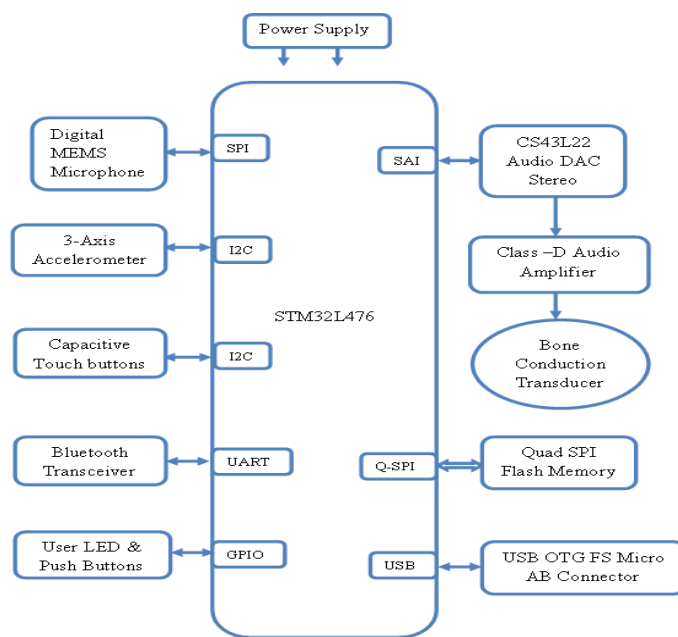 Power Supply
Digital
MEMS
Microphone
SPI
3-Axis
Accelerometer
I2C
Capacitive
Touch buttons
I2C
Bluetooth
Transceiver
UART
User LED &
Push Buttons
GPIO
STM32L476
SAI
CS43L22
Audio DAC
Stereo
Class –D Audio
Amplifier
Bone
Conduction
Transducer
Q-SPI
Quad SPI
Flash Memory
USB
USB OTG FS Micro
AB Connector